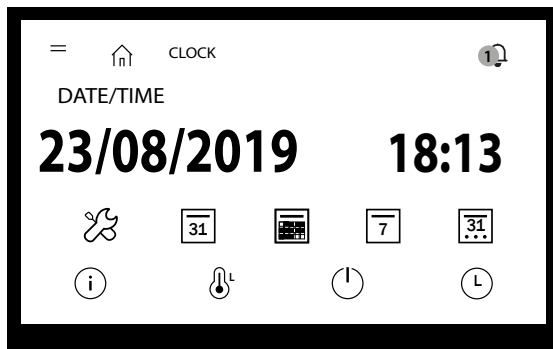 CLOCK
1
DATE/TIME
23/08/2019 18:13
31 7 31
i L L